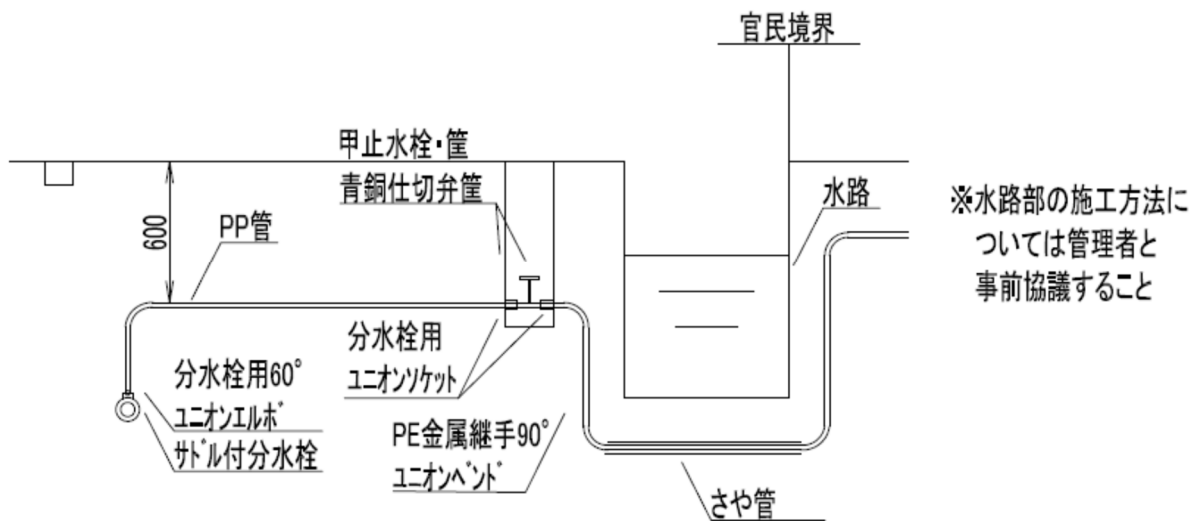 官民境界
甲止水栓・筐
青銅仕切弁筐
水路
※水路部の施工方法に
ついては管理者と
事前協議すること
600
PP管
分水栓用
ﾕﾆｵﾝｿｹｯﾄ
分水栓用60°
ﾕﾆｵﾝｴﾙﾎﾞ
ｻﾄﾞﾙ付分水栓
PE金属継手90°
ﾕﾆｵﾝﾍﾞﾝﾄﾞ
さや管